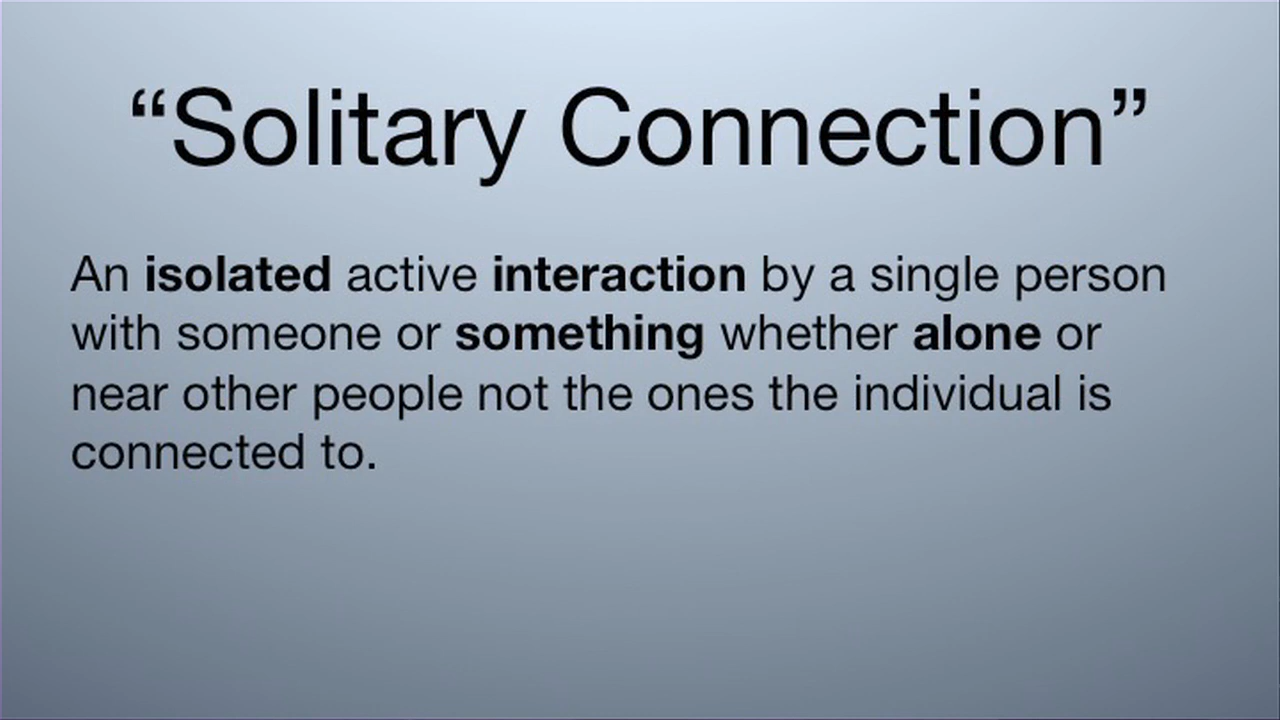 “Solitary Connection”
An isolated active interaction by a single person
with someone or something whether alone or
near other people not the ones the individual is
connected to.